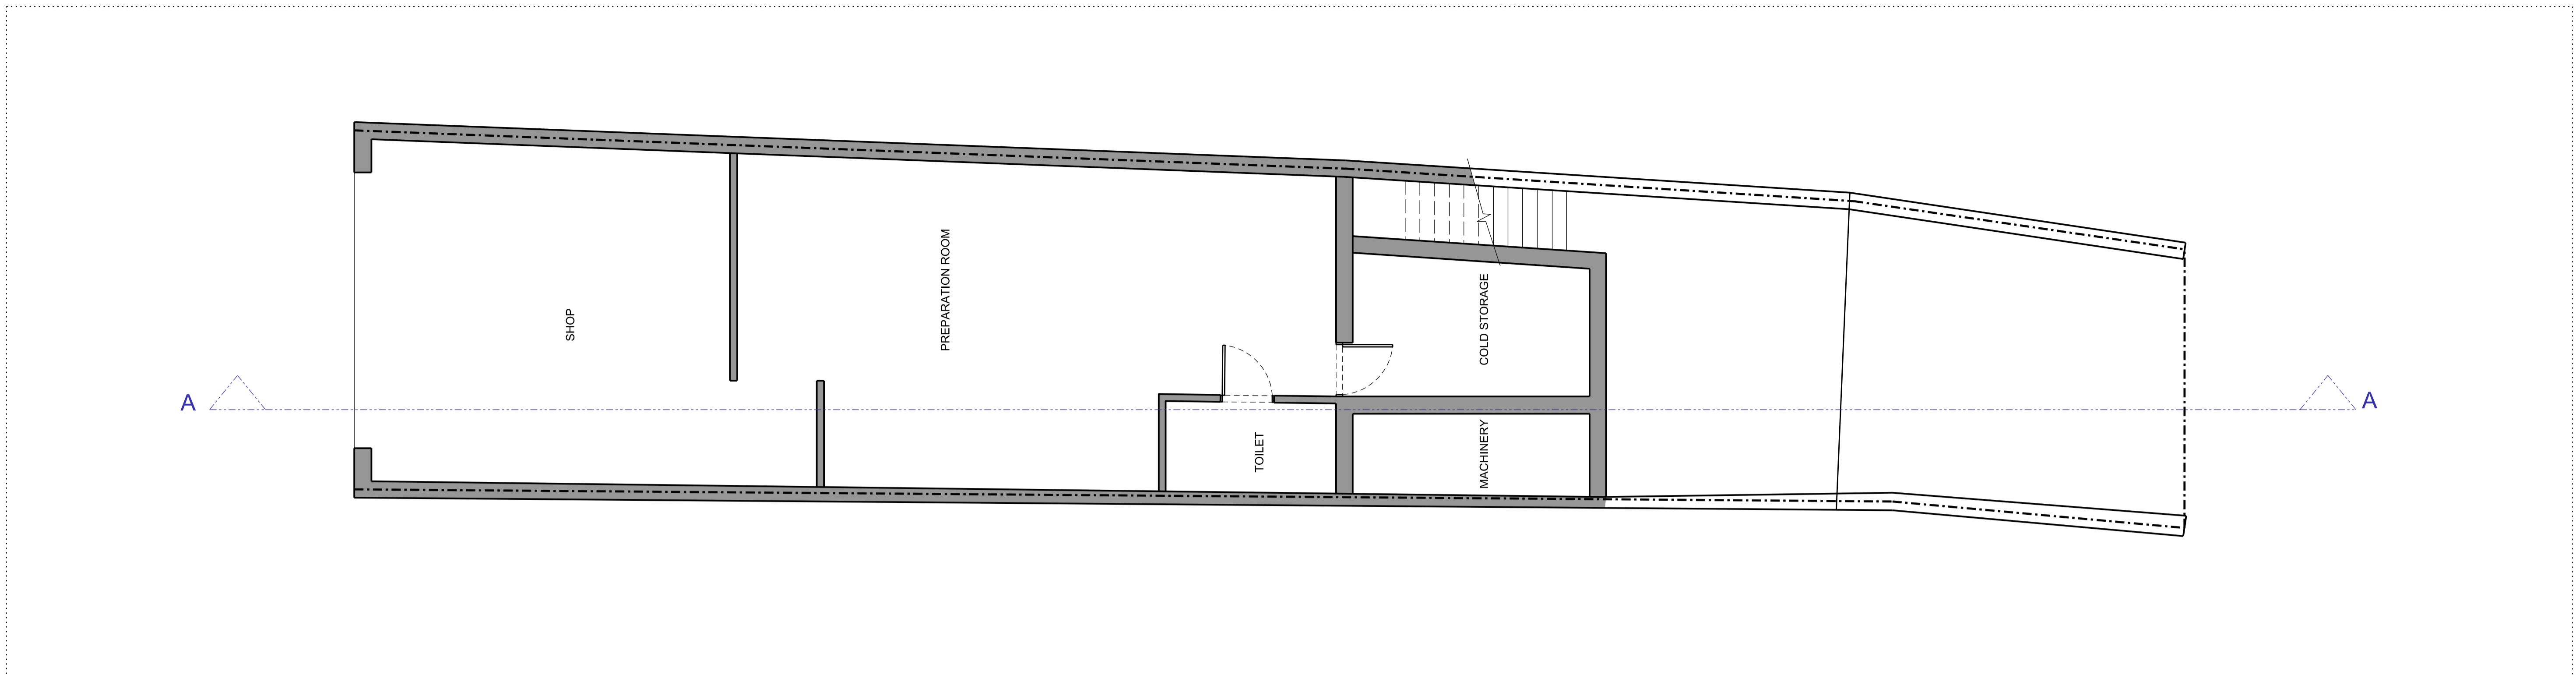 SHOP
PREPARATION ROOM
COLD STORAGE
TOILET
MACHINERY
A
A